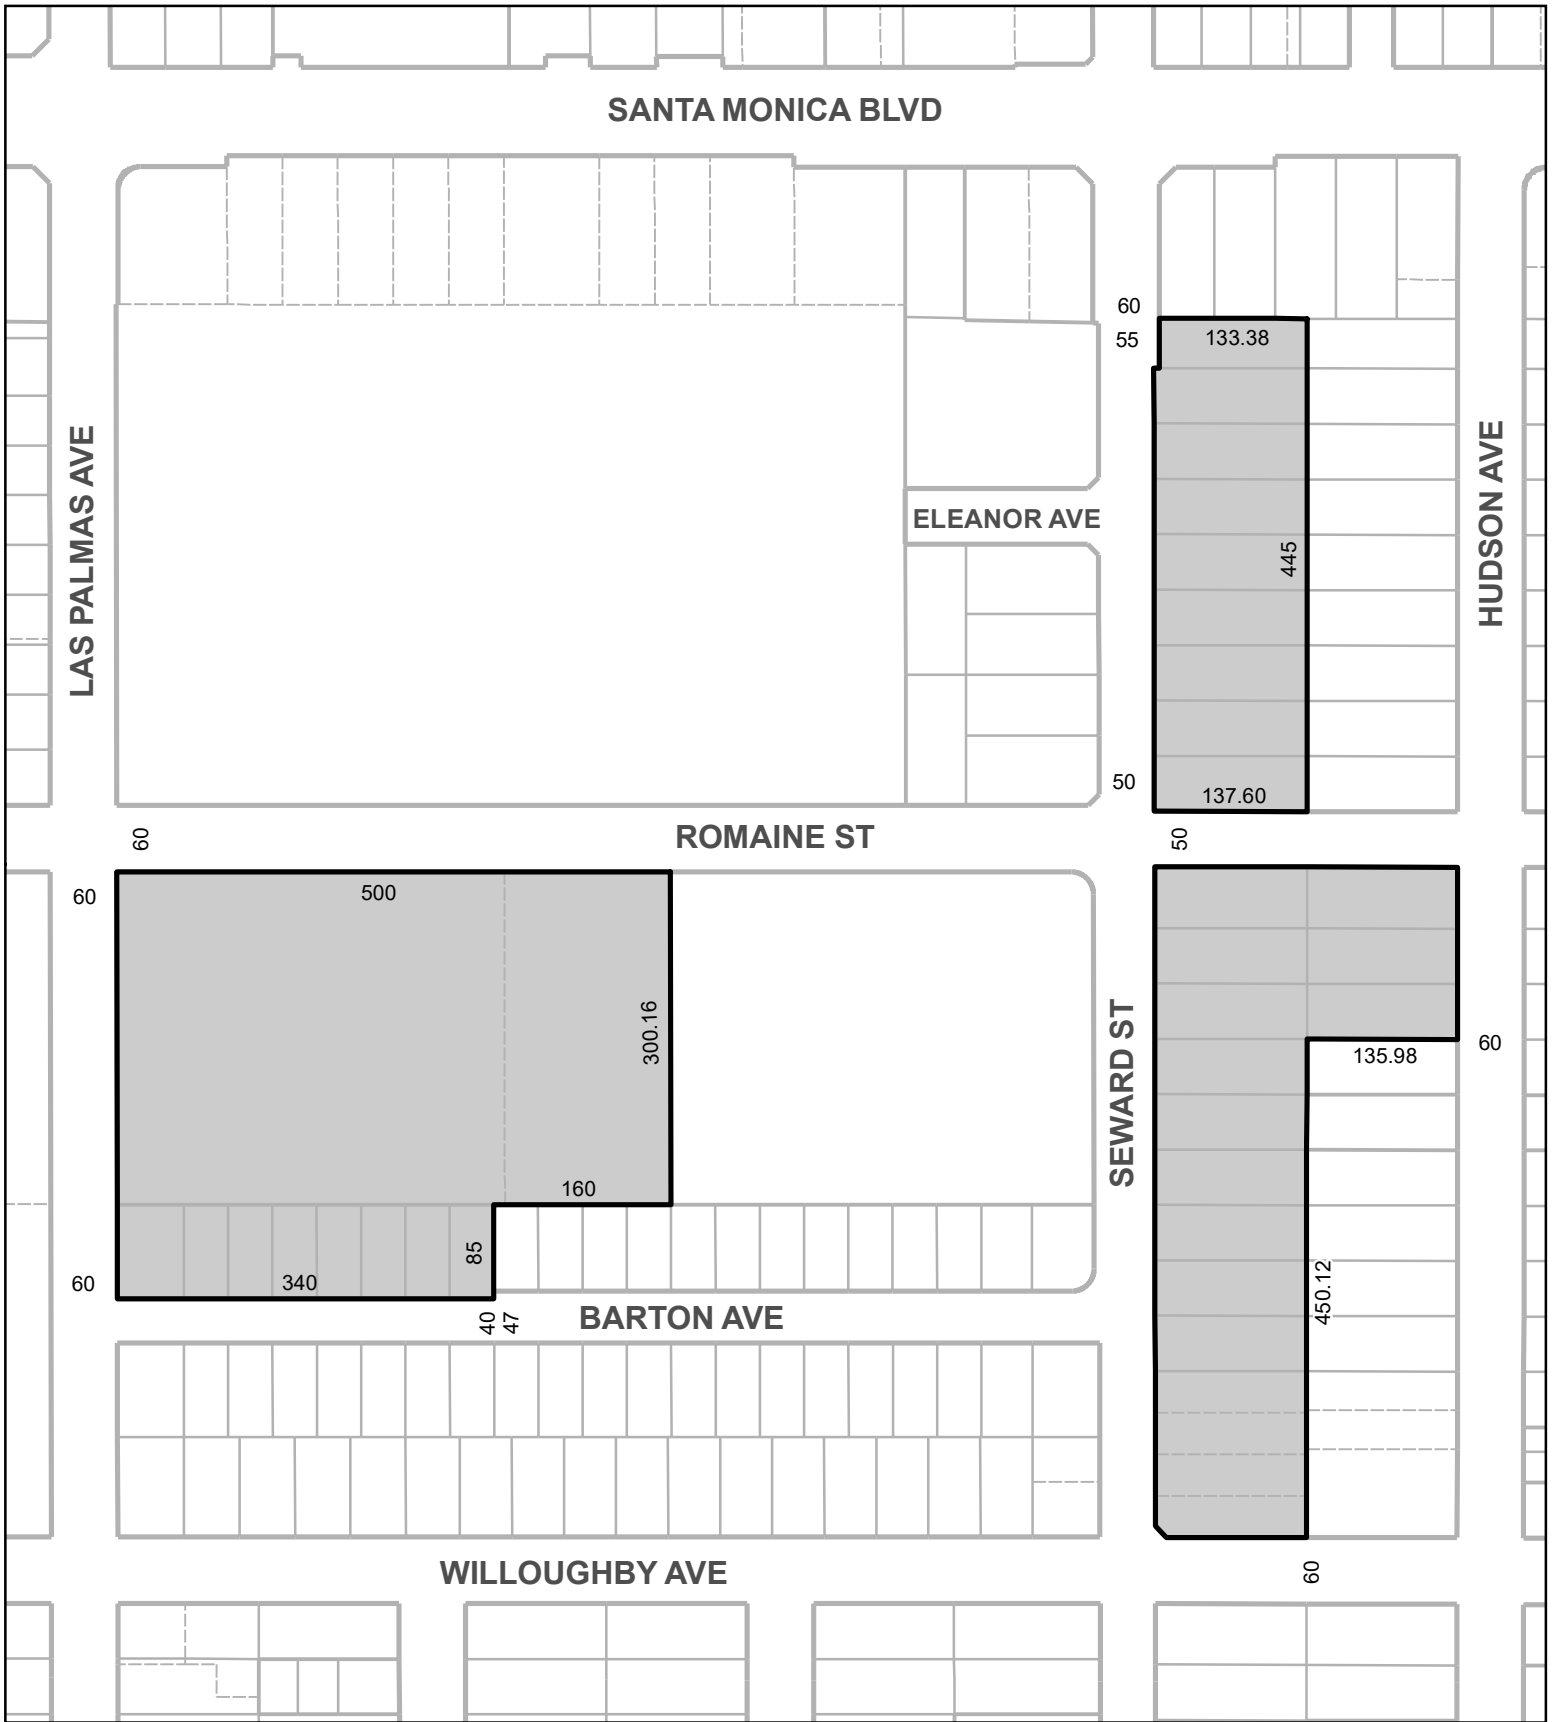 SANTA MONICA BLVD
60
55
133.38
LAS PALMAS AVE
HUDSON AVE
ELEANOR AVE
445
50
137.60
60
ROMAINE ST
50
60
500
300.16
SEWARD ST
60
135.98
160
85
60
340
450.12
40
47
BARTON AVE
WILLOUGHBY AVE
60